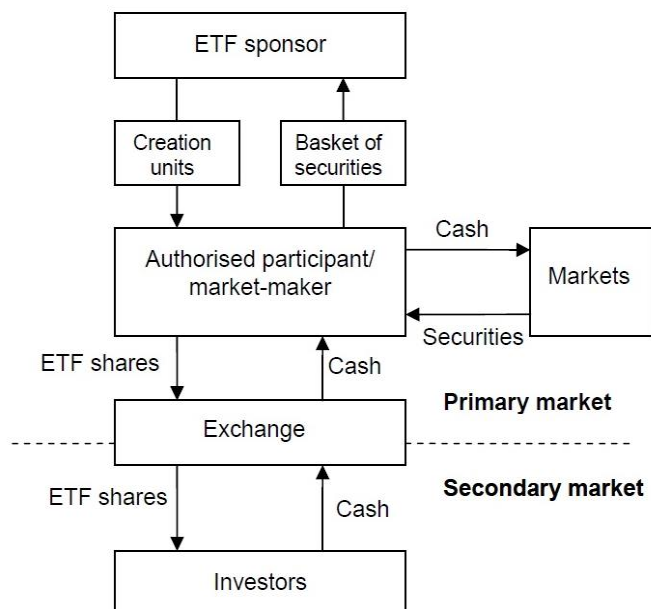 ETF sponsor
Creation
units
Basket of
securities
Authorised participant/
market-maker
Cash
Markets
Securities
ETF shares
Cash
Primary market
Exchange
Secondary market
ETF shares
Cash
Investors